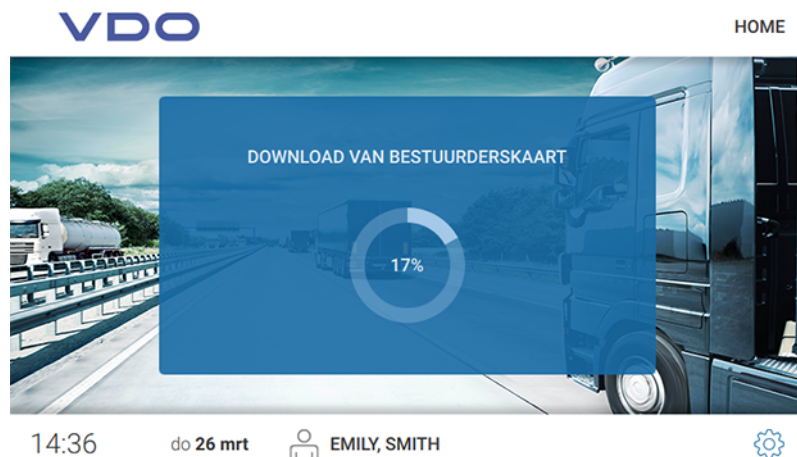 VDO
HOME
DOWNLOAD VAN BESTUURDERSKAART
17%
14:36 do 26 mrt EMILY, SMITH